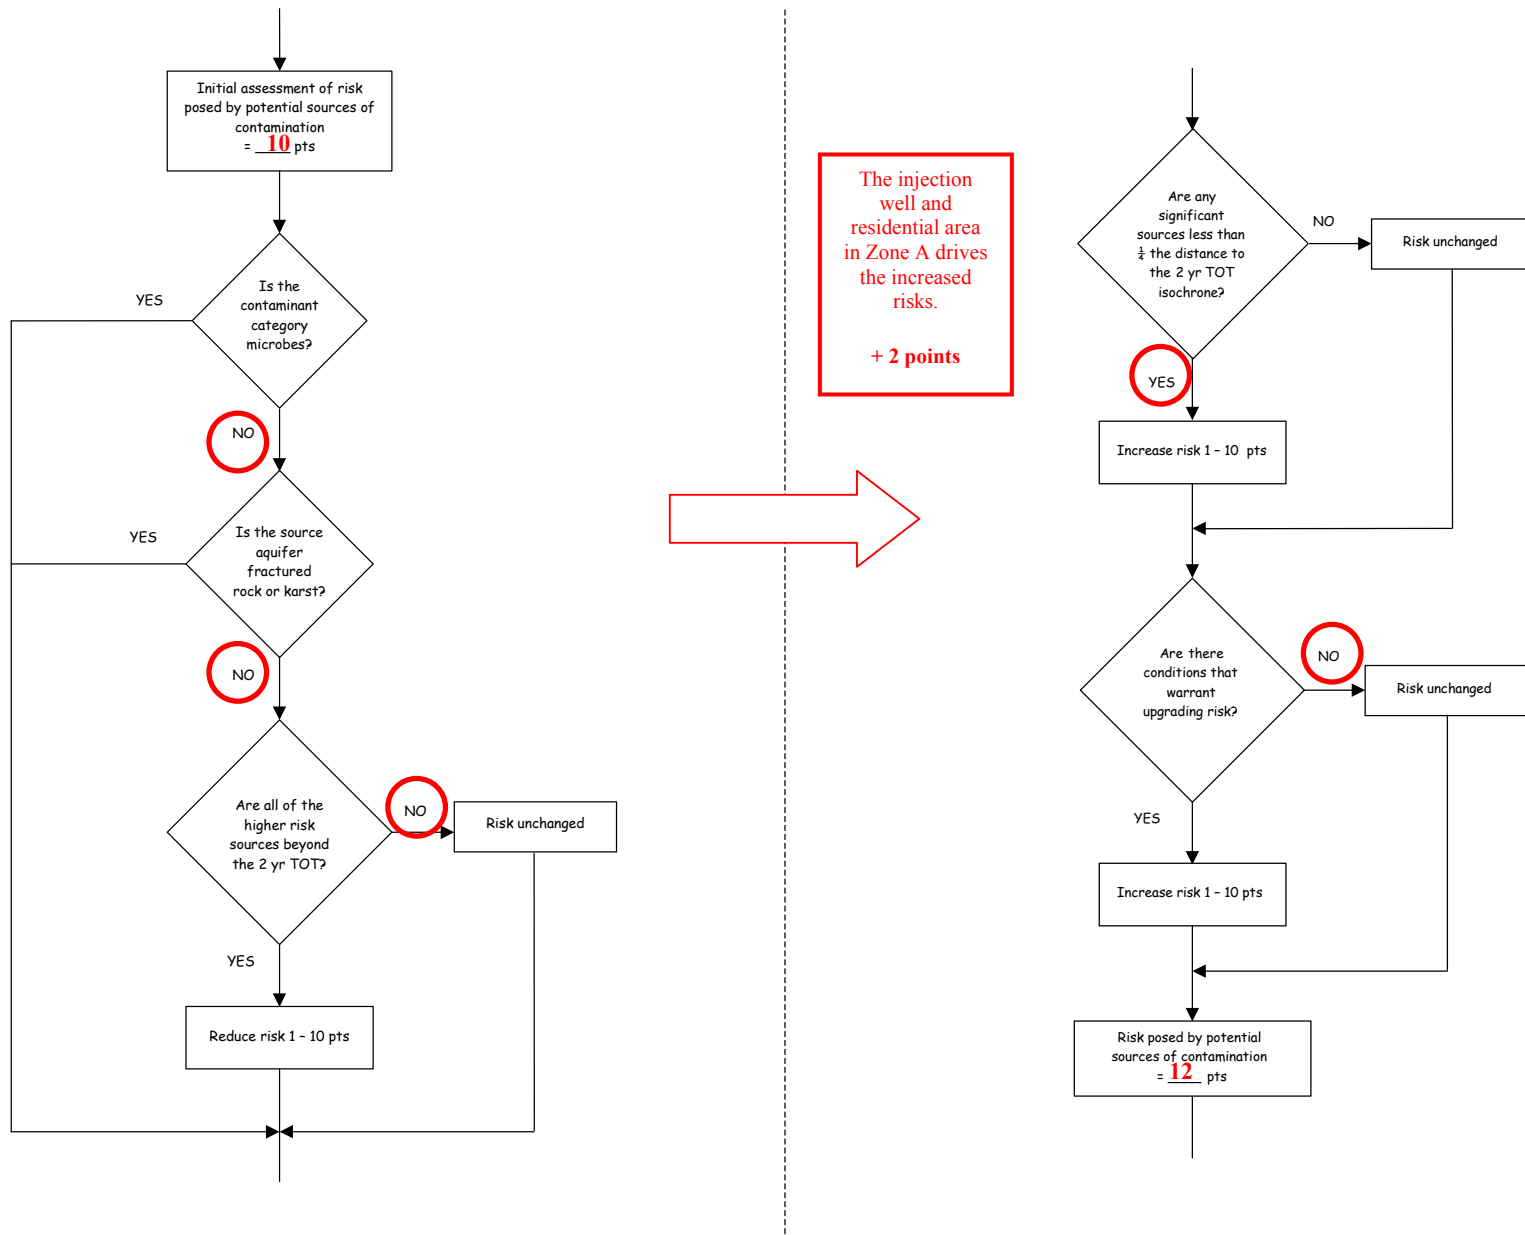 Initial assessment of risk
posed by potential sources of
contamination
= 10 pts
Is the
contaminant
category
microbes?
YES
NO
Is the source
aquifer
fractured
rock or karst?
YES
NO
Are all of the
higher risk
sources beyond
the 2 yr TOT?
NO
Risk unchanged
YES
Reduce risk 1 – 10 pts
The injection
well and
residential area
in Zone A drives
the increased
risks.
+ 2 points
Are any
significant
sources less than
¼ the distance to
the 2 yr TOT
isochrone?
NO
Risk unchanged
YES
Increase risk 1 – 10 pts
Are there
conditions that
warrant
upgrading risk?
NO
Risk unchanged
YES
Increase risk 1 – 10 pts
Risk posed by potential
sources of contamination
= 12 pts